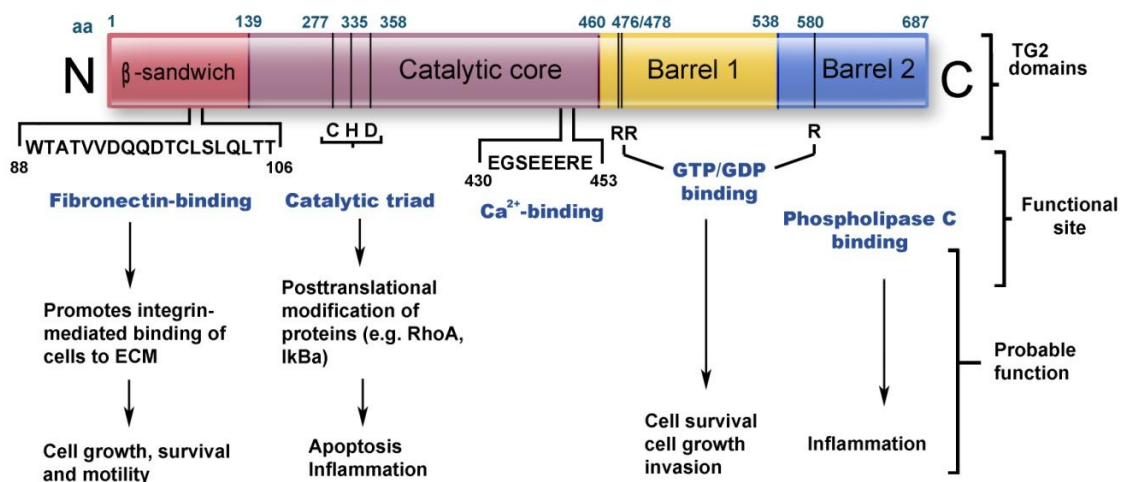 aa 1 139 277 335 358 460 476/478 538 580 687
N β-sandwich Catalytic core Barrel 1 Barrel 2 C
TG2
domains
WTATVVDQQDTCLSLQLTT
88 106
C H D
EGSEEERE
430 453
RR R
GTP/GDP
binding
Fibronectin-binding
Catalytic triad
Ca2+-binding
Phospholipase C
binding
Functional
site
Promotes integrin-
mediated binding of
cells to ECM
Posttranslational
modification of
proteins (e.g. RhoA,
IkBa)
Probable
function
Cell growth, survival
and motility
Apoptosis
Inflammation
Cell survival
cell growth
invasion
Inflammation